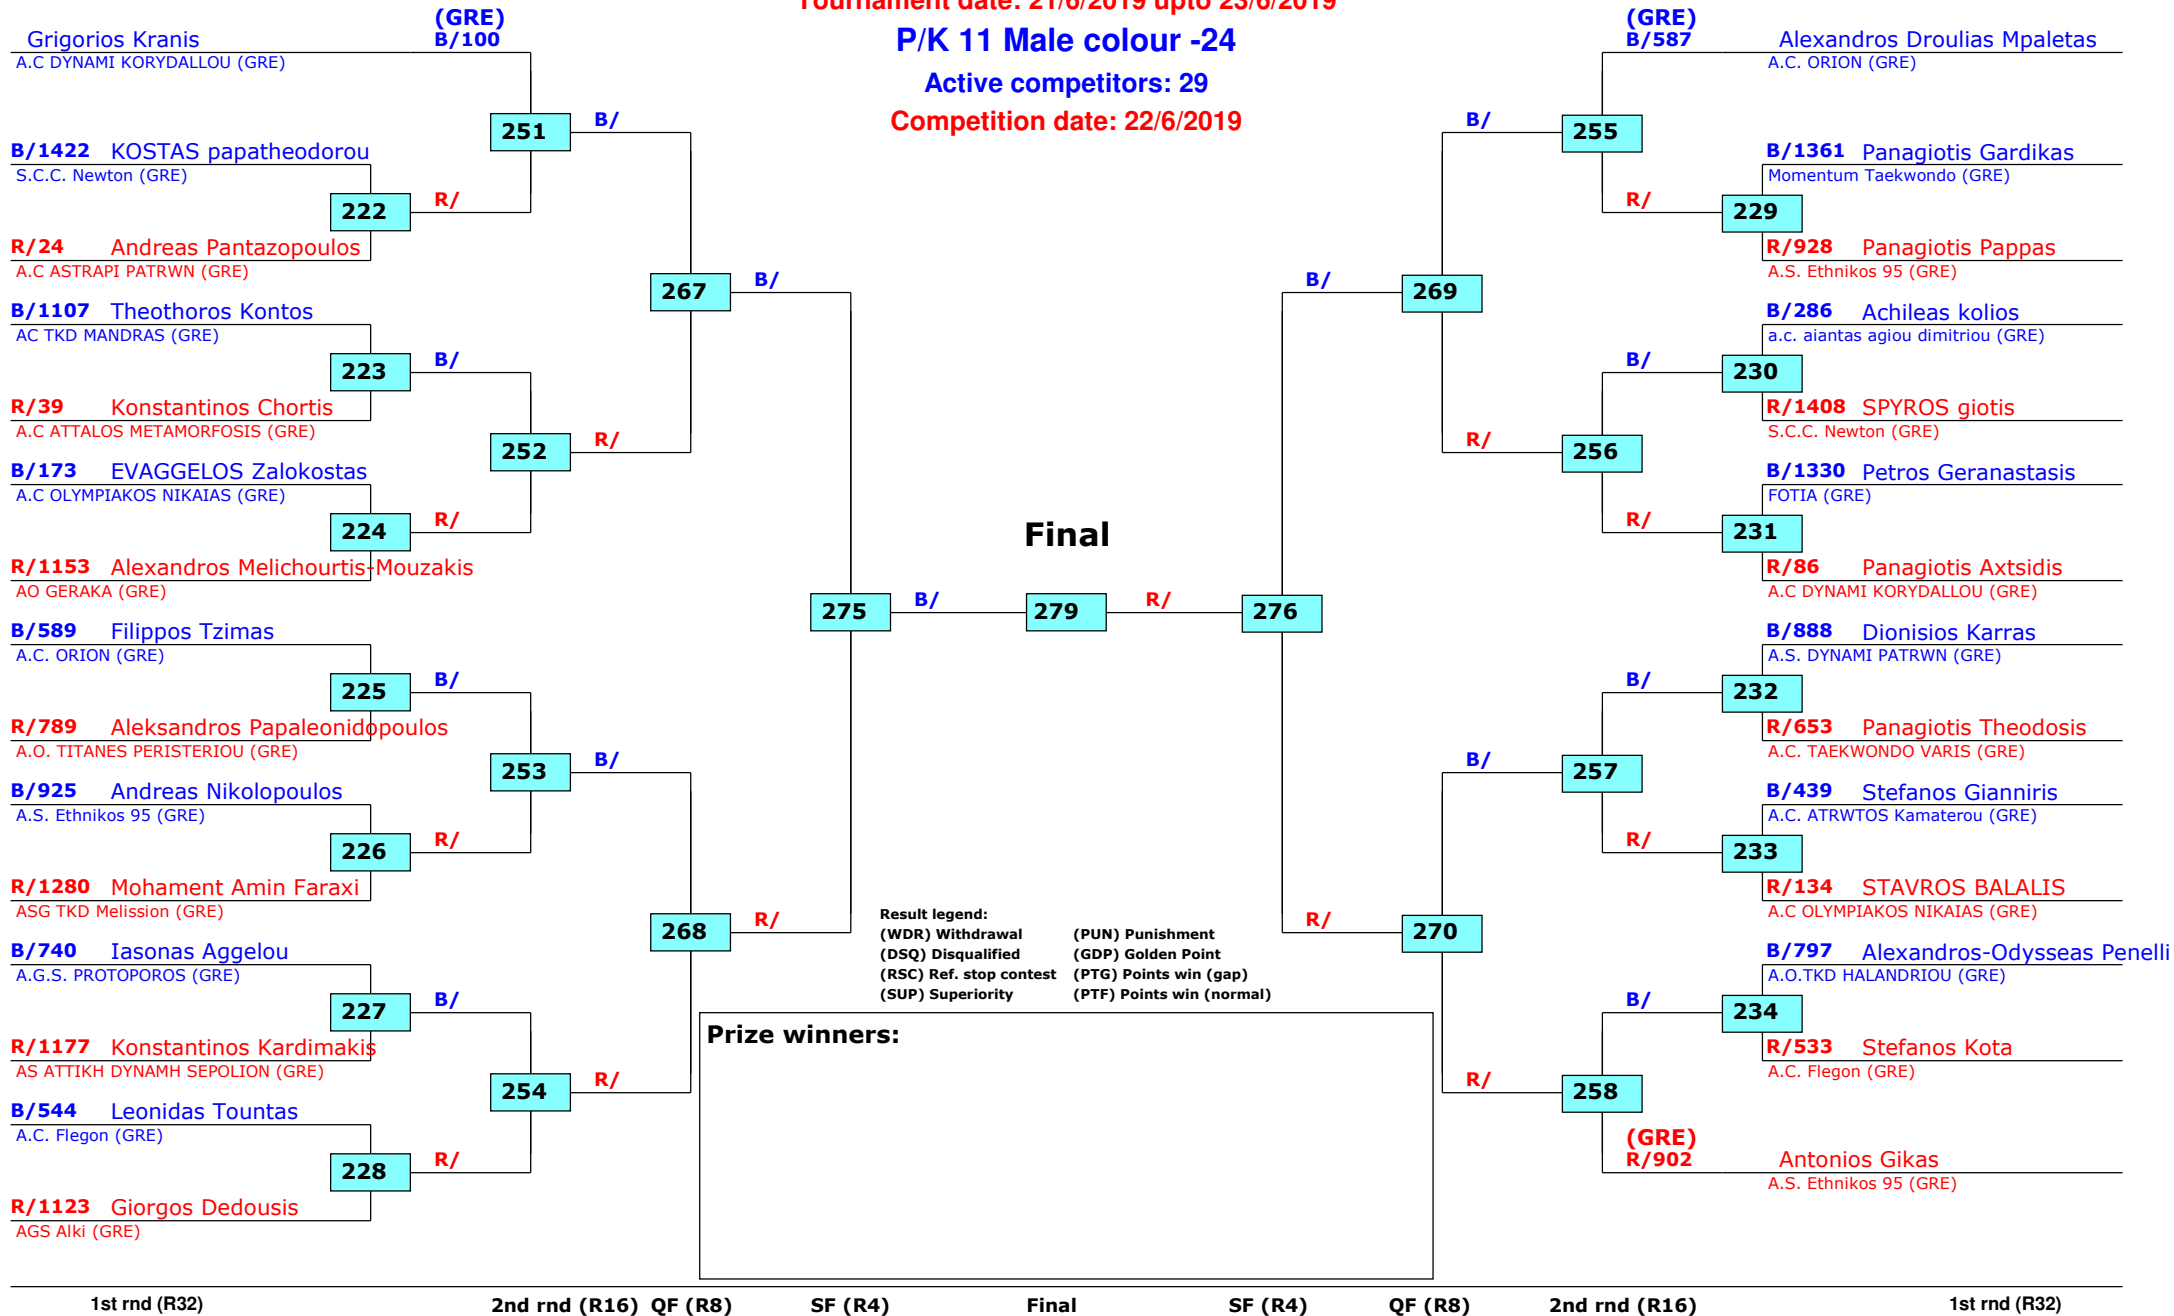 Tournament date: 21/6/2019 upto 23/6/2019
P/K 11 Male colour -24
Active competitors: 29
Competition date: 22/6/2019
(GRE)
Grigorios Kranis B/100
A.C DYNAMI KORYDALLOU (GRE)
251 B/
B/1422 KOSTAS papatheodorou
S.C.C. Newton (GRE)
222 R/
R/24 Andreas Pantazopoulos
A.C ASTRAPI PATRWN (GRE)
267 B/
B/1107 Theothoros Kontos
AC TKD MANDRAS (GRE)
223 B/
R/39 Konstantinos Chortis
A.C ATTALOS METAMORFOSIS (GRE)
252 R/
B/173 EVAGGELOS Zalokostas
A.C OLYMPIAKOS NIKAIAS (GRE)
224 R/
R/1153 Alexandros Melichourtis-Mouzakis
AO GERAKA (GRE)
275 B/
B/589 Filippos Tzimas
A.C. ORION (GRE)
225 B/
R/789 Aleksandros Papaleonidopoulos
A.O. TITANES PERISTERIOU (GRE)
253 B/
B/925 Andreas Nikolopoulos
A.S. Ethnikos 95 (GRE)
226 R/
R/1280 Mohament Amin Faraxi
ASG TKD Melission (GRE)
268 R/
B/740 Iasonas Aggelou
A.G.S. PROTOPOROS (GRE)
227 B/
R/1177 Konstantinos Kardimakis
AS ATTIKH DYNAMH SEPOLION (GRE)
254 R/
B/544 Leonidas Tountas
A.C. Flegon (GRE)
228 R/
R/1123 Giorgos Dedousis
AGS Alki (GRE)
Final
279
(GRE)
B/587 Alexandros Droulias Mpaletas
A.C. ORION (GRE)
B/ 255
B/1361 Panagiotis Gardikas
Momentum Taekwondo (GRE)
R/ 229
R/928 Panagiotis Pappas
A.S. Ethnikos 95 (GRE)
B/ 269
B/286 Achileas kolios
a.c. aiantas agiou dimitriou (GRE)
B/ 230
R/1408 SPYROS giotis
S.C.C. Newton (GRE)
R/ 256
B/1330 Petros Geranastasis
FOTIA (GRE)
R/ 231
R/86 Panagiotis Axtsidis
A.C DYNAMI KORYDALLOU (GRE)
R/ 276
B/888 Dionisios Karras
A.S. DYNAMI PATRWN (GRE)
B/ 232
R/653 Panagiotis Theodosis
A.C. TAEKWONDO VARIS (GRE)
B/ 257
B/439 Stefanos Gianniris
A.C. ATRWTOS Kamaterou (GRE)
R/ 233
R/134 STAVROS BALALIS
A.C OLYMPIAKOS NIKAIAS (GRE)
R/ 270
B/797 Alexandros-Odysseas Penelli
A.O.TKD HALANDRIOU (GRE)
B/ 234
R/533 Stefanos Kota
A.C. Flegon (GRE)
R/ 258
(GRE)
R/902 Antonios Gikas
A.S. Ethnikos 95 (GRE)
Result legend:
(WDR) Withdrawal (PUN) Punishment
(DSQ) Disqualified (GDP) Golden Point
(RSC) Ref. stop contest (PTG) Points win (gap)
(SUP) Superiority (PTF) Points win (normal)
Prize winners:
1st rnd (R32) 2nd rnd (R16) QF (R8) SF (R4) Final SF (R4) QF (R8) 2nd rnd (R16) 1st rnd (R32)